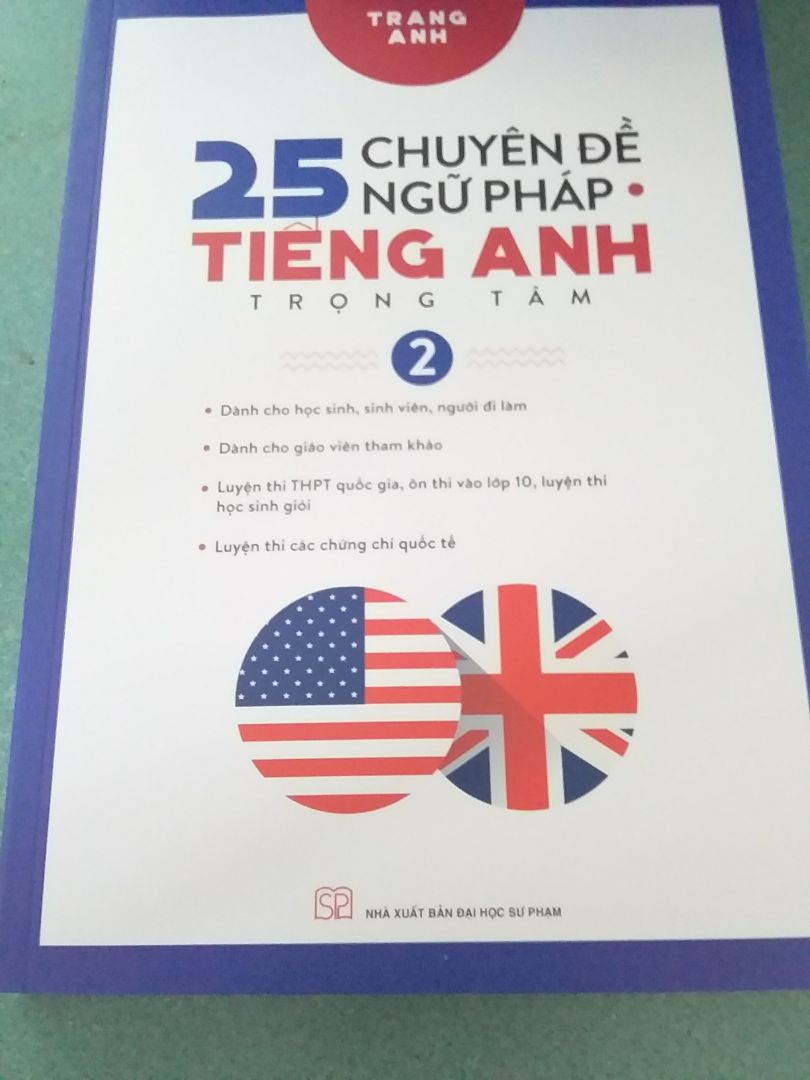 TRANG
ANH
25 CHUYÊN ĐỀ
NGỮ PHÁP
TIẾNG ANH
TRỌNG TÂM
2
• Dành cho học sinh, sinh viên, người đi làm
• Dành cho giáo viên tham khảo
• Luyện thi THPT quốc gia, ôn thi vào lớp 10, luyện thi
học sinh giỏi
• Luyện thi các chứng chỉ quốc tế
SP
NHÀ XUẤT BẢN ĐẠI HỌC SƯ PHẠM